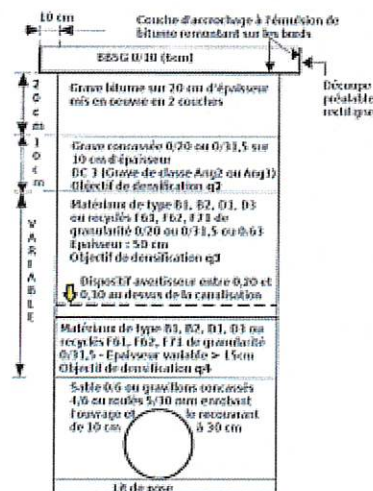 10 cm
Couche d'accrochage à l'émulsion de
bitume remontant sur les bords
BBSG 0/10 (6cm)
Découpe
préalable
rectiligne
20cm
Grave bitume sur 20 cm d'épaisseur
mis en oeuvre en 2 couches
10cm
Grave concassée 0/20 ou 0/31,5 sur
10 cm d'épaisseur
DC 3 (Grave de classe Ang2 ou Ang3)
Objectif de densification q2
VARIABLE
Matériaux de type B1, B2, D1, D3
ou recyclés F61, F62, F71 de
granularité 0/20 ou 0/31,5 ou 0.63
Epaisseur : 50 cm
Objectif de densification q3
Dispositif avertisseur entre 0,20 et
0,30 au dessus de la canalisation
Matériaux de type B1, B2, D1, D3 ou
recyclés F61, F62, F71 de granularité
0/31,5 - Epaisseur variable > 15cm
Objectif de densification q4
Sable 0.6 ou gravillons concassés
4/6 ou roulés 5/30 mm enrobant
l'ouvrage et le recouvrant
de 10 cm à 30 cm
Lit de pose